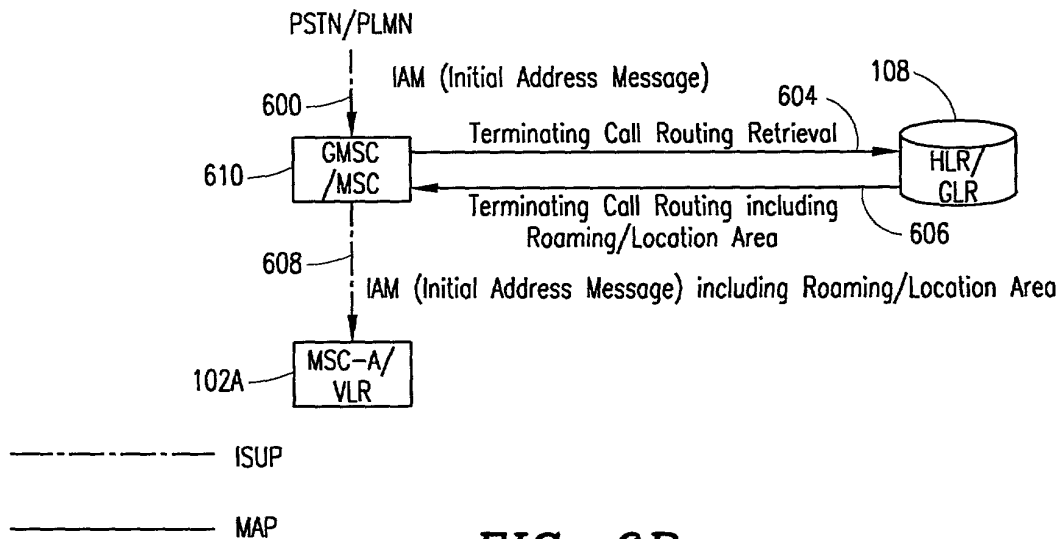 PSTN/PLMN
IAM (Initial Address Message)
600
604
108
Terminating Call Routing Retrieval
GMSC
/MSC
610
HLR/
GLR
Terminating Call Routing including
Roaming/Location Area
606
608
IAM (Initial Address Message) including Roaming/Location Area
MSC-A/
VLR
102A
ISUP
MAP